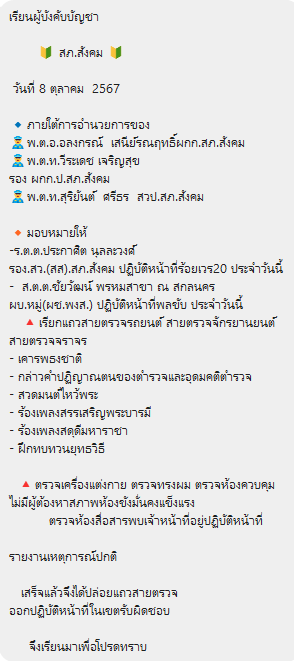 เรียนผู้บังคับบัญชา
🔰 สภ.สังคม 🔰
วันที่ 8 ตุลาคม 2567
🔹ภายใต้การอำนวยการของ
👮พ.ต.อ.อลงกรณ์ เสนีย์รณฤทธิ์ผกก.สภ.สังคม
👮พ.ต.ท.วีระเดช เจริญสุข
รอง ผกก.ป.สภ.สังคม
👮พ.ต.ท.สุริยันต์ ศรีธร สวป.สภ.สังคม
🔸มอบหมายให้
-ร.ต.ต.ประกาศิต นุลละวงศ์
รอง.สว.(สส).สภ.สังคม ปฏิบัติหน้าที่ร้อยเวร20 ประจำวันนี้
- ส.ต.ต.ชัยวัฒน์ พรหมสาขา ณ สกลนคร
ผบ.หมู่(ผช.พงส.) ปฏิบัติหน้าที่พลขับ ประจำวันนี้
🔺เรียกแถวสายตรวจรถยนต์ สายตรวจจักรยานยนต์
สายตรวจจราจร
- เคารพธงชาติ
- กล่าวคำปฏิญาณตนของตำรวจและอุดมคติตำรวจ
- สวดมนต์ไหว้พระ
- ร้องเพลงสรรเสริญพระบารมี
- ร้องเพลงสดุดีมหาราชา
- ฝึกทบทวนยุทธวิธี
🔺ตรวจเครื่องแต่งกาย ตรวจทรงผม ตรวจห้องควบคุม
ไม่มีผู้ต้องหาสภาพห้องขังมั่นคงแข็งแรง
ตรวจห้องสื่อสารพบเจ้าหน้าที่อยู่ปฏิบัติหน้าที่
รายงานเหตุการณ์ปกติ
เสร็จแล้วจึงได้ปล่อยแถวสายตรวจ
ออกปฏิบัติหน้าที่ในเขตรับผิดชอบ
จึงเรียนมาเพื่อโปรดทราบ